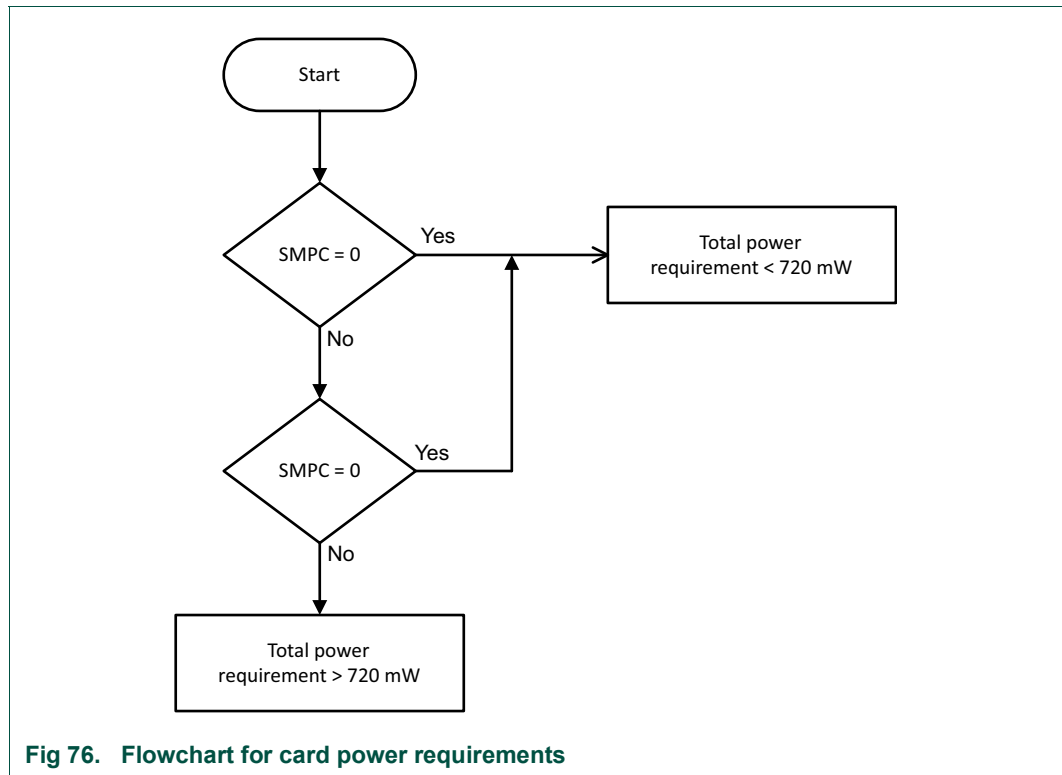 Start
SMPC = 0
Yes
Total power
requirement < 720 mW
No
SMPC = 0
Yes
No
Total power
requirement > 720 mW
Fig 76. Flowchart for card power requirements